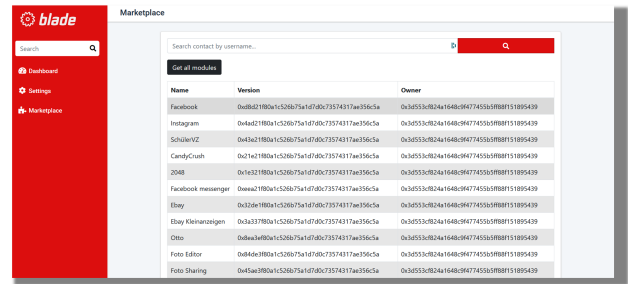 blade
Marketplace
Search
Search contact by username...
Dashboard
Get all modules
Settings
Name Version Owner
Marketplace
Facebook 0xd8d21f80a1c526b75a1d7d0c73574317ae356c5a 0x3d553cf824a1648c9f477455b5ff88f151895439
Instagram 0x4ad21f80a1c526b75a1d7d0c73574317ae356c5a 0x3d553cf824a1648c9f477455b5ff88f151895439
SchülerVZ 0x43e21f80a1c526b75a1d7d0c73574317ae356c5a 0x3d553cf824a1648c9f477455b5ff88f151895439
CandyCrush 0x21e21f80a1c526b75a1d7d0c73574317ae356c5a 0x3d553cf824a1648c9f477455b5ff88f151895439
2048 0x1e321f80a1c526b75a1d7d0c73574317ae356c5a 0x3d553cf824a1648c9f477455b5ff88f151895439
Facebook messenger 0xeea21f80a1c526b75a1d7d0c73574317ae356c5a 0x3d553cf824a1648c9f477455b5ff88f151895439
Ebay 0x32de1f80a1c526b75a1d7d0c73574317ae356c5a 0x3d553cf824a1648c9f477455b5ff88f151895439
Ebay Kleinanzeigen 0x3a337f80a1c526b75a1d7d0c73574317ae356c5a 0x3d553cf824a1648c9f477455b5ff88f151895439
Otto 0x8ea3ef80a1c526b75a1d7d0c73574317ae356c5a 0x3d553cf824a1648c9f477455b5ff88f151895439
Foto Editor 0x84de3f80a1c526b75a1d7d0c73574317ae356c5a 0x3d553cf824a1648c9f477455b5ff88f151895439
Foto Sharing 0x45ae3f80a1c526b75a1d7d0c73574317ae356c5a 0x3d553cf824a1648c9f477455b5ff88f151895439